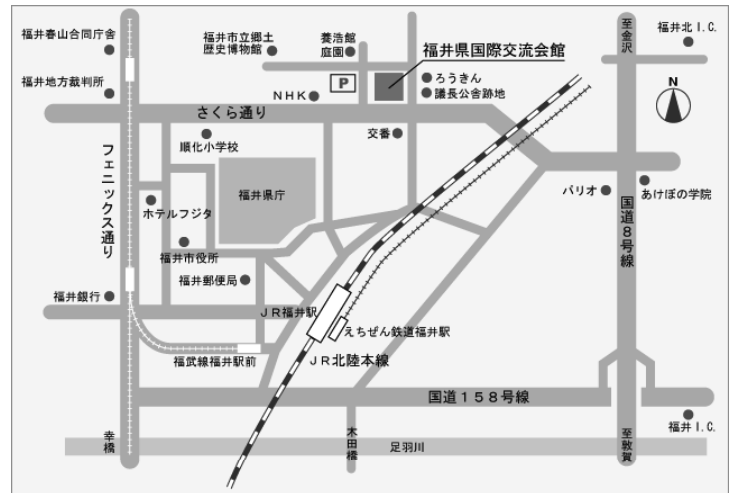 福井春山合同庁舎
福井市立郷土
歴史博物館
養浩館
庭園
福井県国際交流会館
至金沢
福井北I.C.
福井地方裁判所
NHK
P
ろうきん
議長公舎跡地
N
さくら通り
順化小学校
交番
フェニックス通り
福井県庁
バリオ
あけぼの学院
ホテルフジタ
国道8号線
福井市役所
福井郵便局
福井銀行
JR福井駅
えちぜん鉄道福井駅
福武線福井駅前
JR北陸本線
国道158号線
福井I.C.
幸橋
木田橋
足羽川
至敦賀